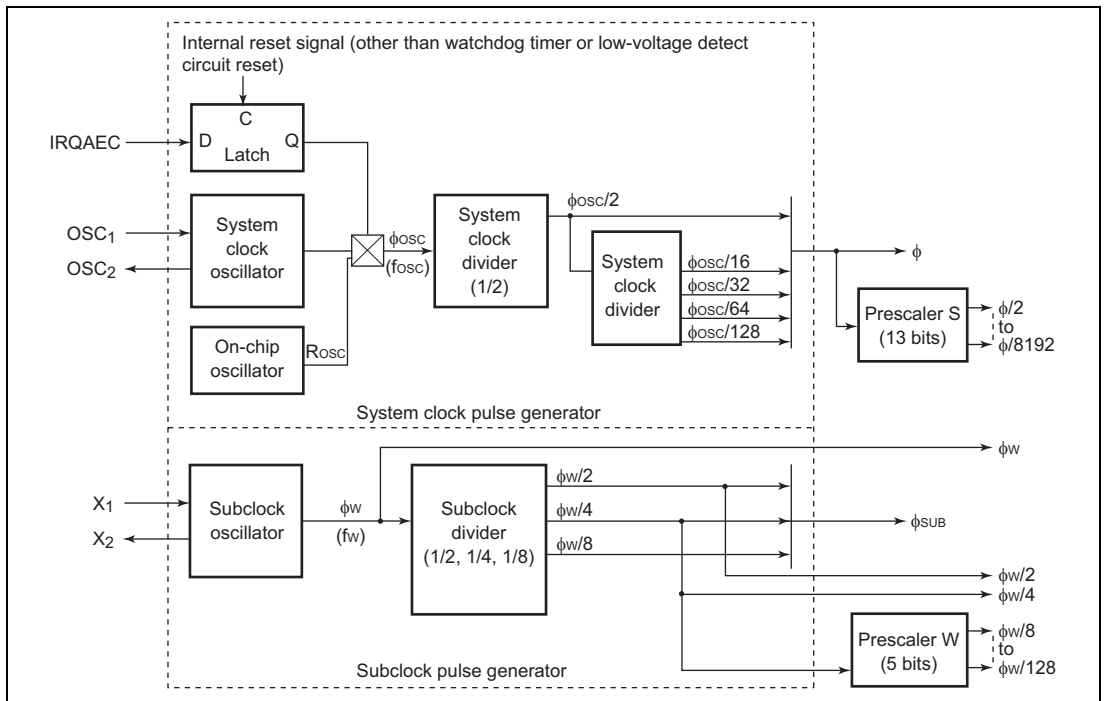 Internal reset signal (other than watchdog timer or low-voltage detect
circuit reset)
C
IRQAEC
D
Q
Latch
OSC1
OSC2
System
clock
oscillator
On-chip
oscillator
ROSC
ϕOSC
(fOSC)
System
clock
divider
(1/2)
ϕOSC/2
System
clock
divider
ϕOSC/16
ϕOSC/32
ϕOSC/64
ϕOSC/128
ϕ
Prescaler S
(13 bits)
ϕ/2
to
ϕ/8192
System clock pulse generator
X1
X2
Subclock
oscillator
ϕW
(fW)
Subclock
divider
(1/2, 1/4, 1/8)
ϕW/2
ϕW/4
ϕW/8
ϕW
ϕSUB
ϕW/2
ϕW/4
Prescaler W
(5 bits)
ϕW/8
to
ϕW/128
Subclock pulse generator